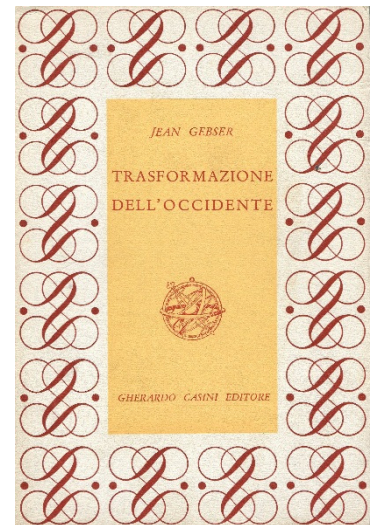 JEAN GEBSER
TRASFORMAZIONE
DELL'OCCIDENTE
GHERARDO CASINI EDITORE